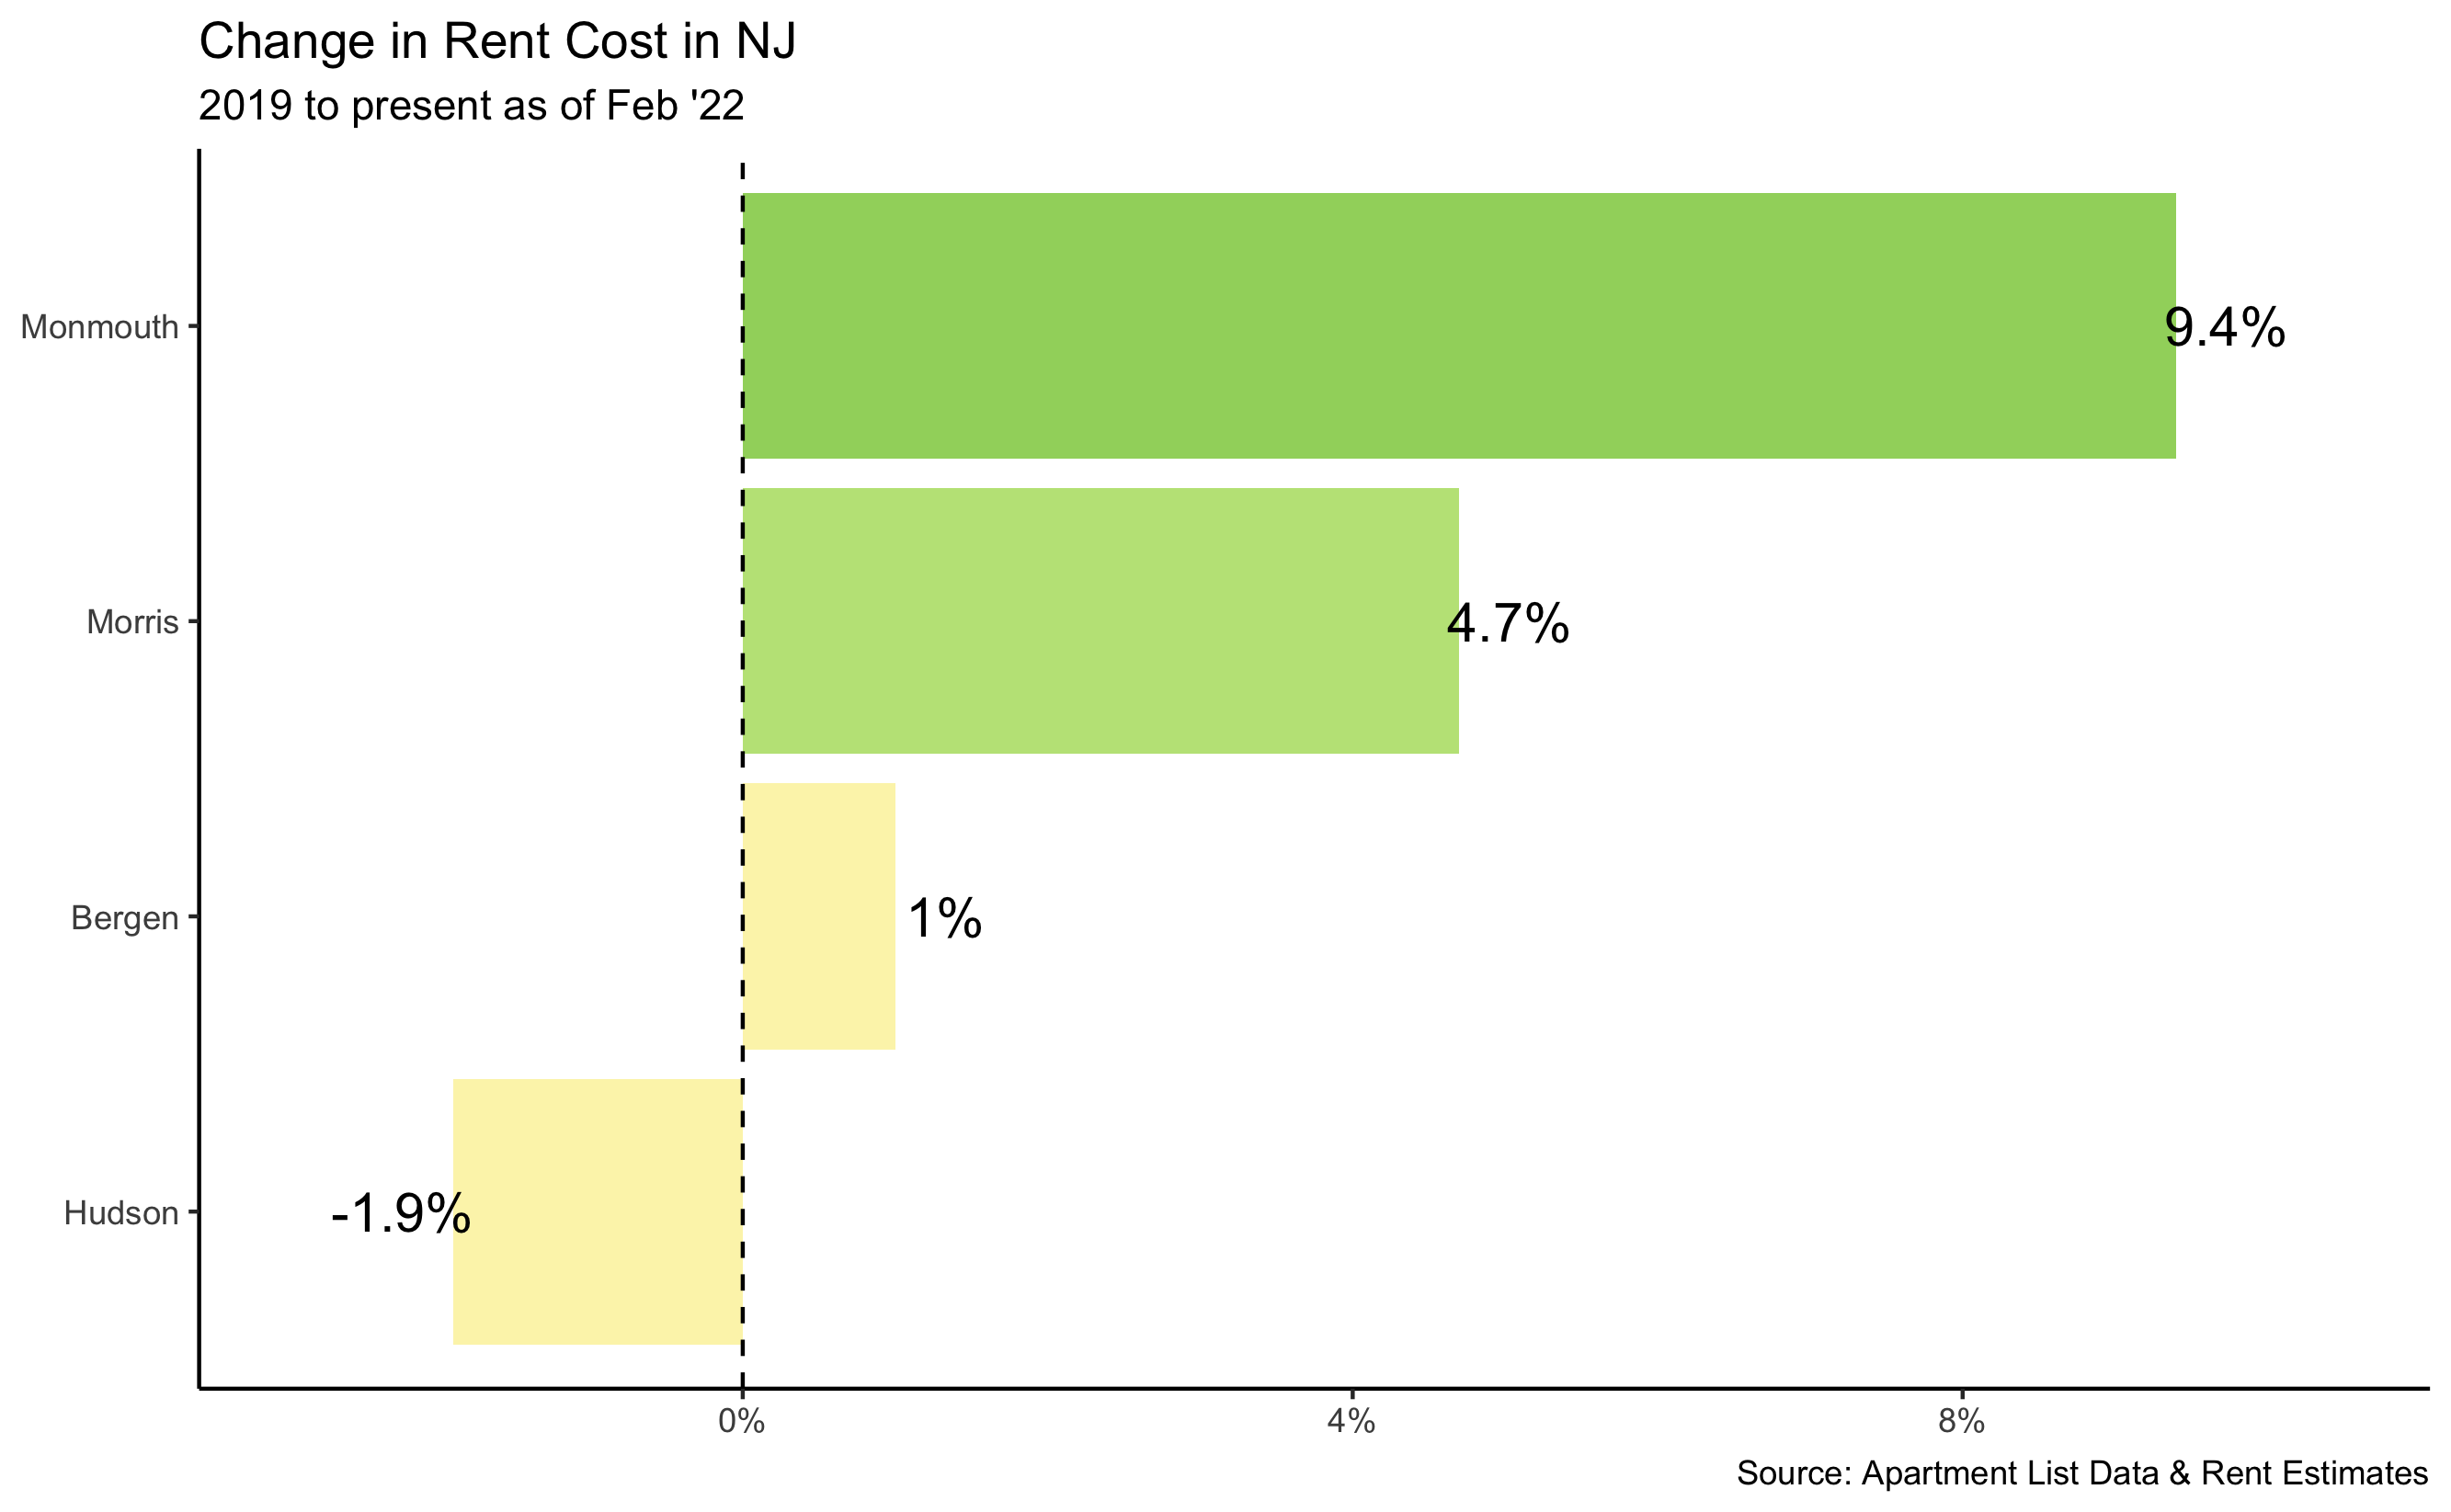 Change in Rent Cost in NJ
2019 to present as of Feb '22
Monmouth
9.4%
Morris
4.7%
Bergen
1%
Hudson
-1.9%
0% 4% 8%
Source: Apartment List Data & Rent Estimates